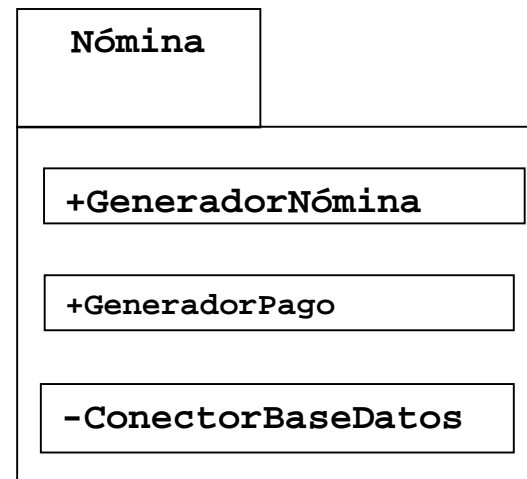 Nómina
+GeneradorNómina
+GeneradorPago
-ConectorBaseDatos